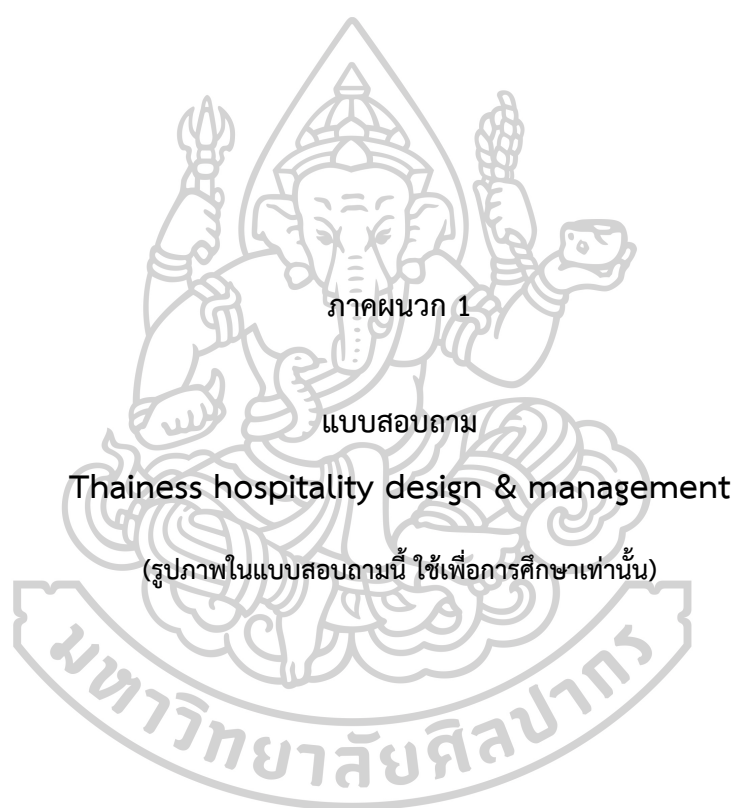 ภาคผนวก 1
แบบสอบถาม
Thainess hospitality design & management
(รูปภาพในแบบสอบถามนี้ ใช้เพื่อการศึกษาเท่านั้น)
มหาวิทยาลัยศิลปากร